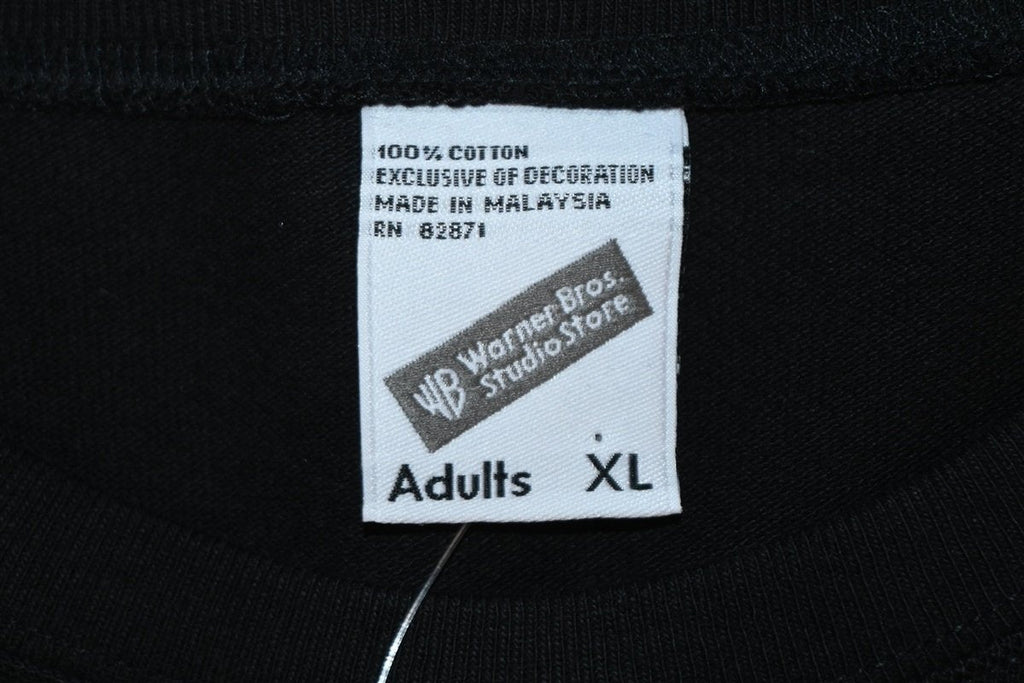 100% COTTON
EXCLUSIVE OF DECORATION
MADE IN MALAYSIA
RN 82871
WB Warner Bros.
Studio Store
Adults XL